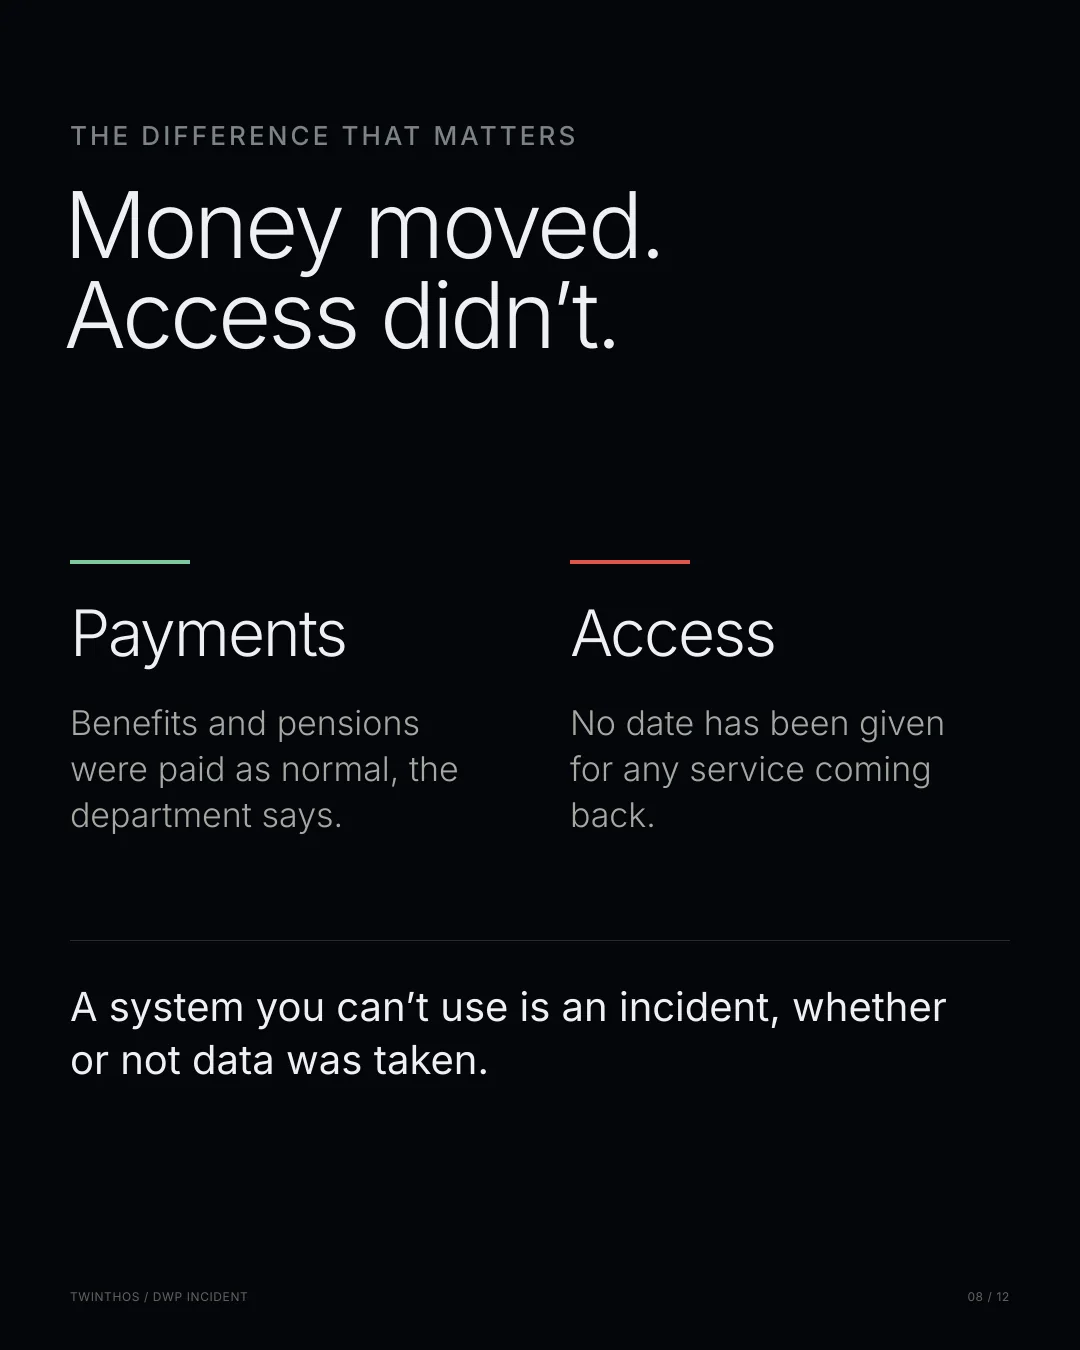 THE DIFFERENCE THAT MATTERS
Money moved.
Access didn’t.
Payments
Benefits and pensions
were paid as normal, the
department says.
Access
No date has been given
for any service coming
back.
A system you can’t use is an incident, whether
or not data was taken.
TWINTHOS / DWP INCIDENT
08 / 12